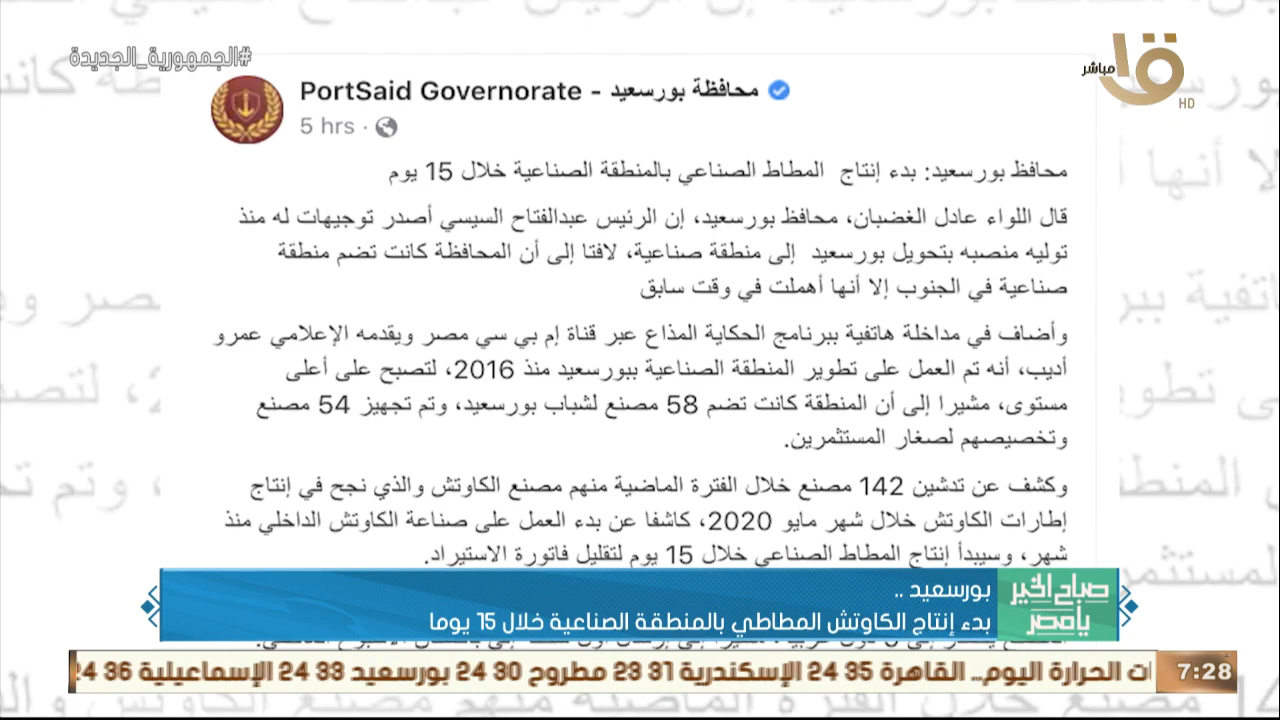 #الجمهورية_الجديدة
مباشر
HD
PortSaid Governorate - محافظة بورسعيد
5 hrs ·
محافظ بورسعيد: بدء إنتاج المطاط الصناعي بالمنطقة الصناعية خلال 15 يوم
قال اللواء عادل الغضبان، محافظ بورسعيد، إن الرئيس عبدالفتاح السيسي أصدر توجيهات له منذ
توليه منصبه بتحويل بورسعيد إلى منطقة صناعية، لافتا إلى أن المحافظة كانت تضم منطقة
صناعية في الجنوب إلا أنها أهملت في وقت سابق
وأضاف في مداخلة هاتفية ببرنامج الحكاية المذاع عبر قناة إم بي سي مصر ويقدمه الإعلامي عمرو
أديب، أنه تم العمل على تطوير المنطقة الصناعية ببورسعيد منذ 2016، لتصبح على أعلى
مستوى، مشيرا إلى أن المنطقة كانت تضم 58 مصنع لشباب بورسعيد، وتم تجهيز 54 مصنع
وتخصيصهم لصغار المستثمرين.
وكشف عن تدشين 142 مصنع خلال الفترة الماضية منهم مصنع الكاوتش والذي نجح في إنتاج
إطارات الكاوتش خلال شهر مايو 2020، كاشفا عن بدء العمل على صناعة الكاوتش الداخلي منذ
شهر، وسيبدأ إنتاج المطاط الصناعي خلال 15 يوم لتقليل فاتورة الاستيراد.
صباح الخير
يا مصر
بورسعيد ..
بدء إنتاج الكاوتش المطاطي بالمنطقة الصناعية خلال 15 يوما
ات الحرارة اليوم.. القاهرة 35 24 الإسكندرية 31 23 مطروح 30 24 بورسعيد 33 24 الإسماعيلية 36 24
7:28